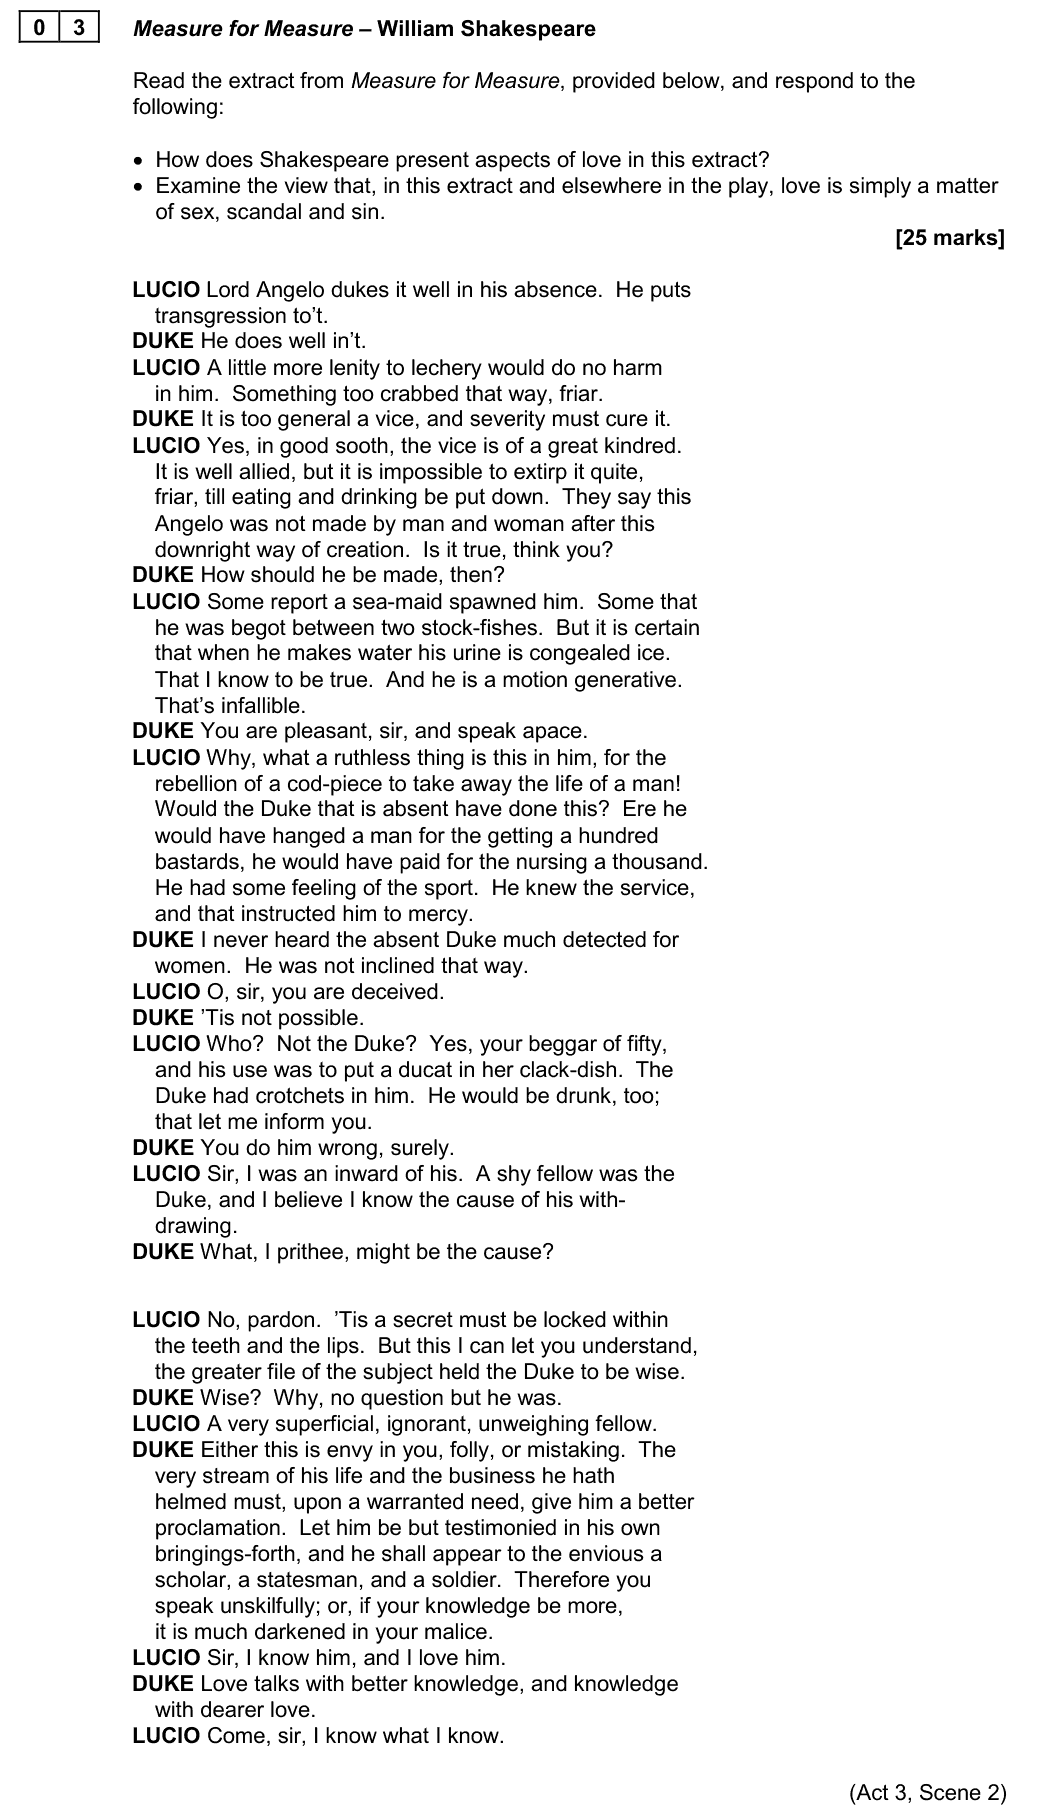 0 3 Measure for Measure – William Shakespeare
Read the extract from Measure for Measure, provided below, and respond to the
following:
• How does Shakespeare present aspects of love in this extract?
• Examine the view that, in this extract and elsewhere in the play, love is simply a matter
of sex, scandal and sin.
[25 marks]
LUCIO Lord Angelo dukes it well in his absence. He puts
transgression to’t.
DUKE He does well in’t.
LUCIO A little more lenity to lechery would do no harm
in him. Something too crabbed that way, friar.
DUKE It is too general a vice, and severity must cure it.
LUCIO Yes, in good sooth, the vice is of a great kindred.
It is well allied, but it is impossible to extirp it quite,
friar, till eating and drinking be put down. They say this
Angelo was not made by man and woman after this
downright way of creation. Is it true, think you?
DUKE How should he be made, then?
LUCIO Some report a sea-maid spawned him. Some that
he was begot between two stock-fishes. But it is certain
that when he makes water his urine is congealed ice.
That I know to be true. And he is a motion generative.
That’s infallible.
DUKE You are pleasant, sir, and speak apace.
LUCIO Why, what a ruthless thing is this in him, for the
rebellion of a cod-piece to take away the life of a man!
Would the Duke that is absent have done this? Ere he
would have hanged a man for the getting a hundred
bastards, he would have paid for the nursing a thousand.
He had some feeling of the sport. He knew the service,
and that instructed him to mercy.
DUKE I never heard the absent Duke much detected for
women. He was not inclined that way.
LUCIO O, sir, you are deceived.
DUKE ’Tis not possible.
LUCIO Who? Not the Duke? Yes, your beggar of fifty,
and his use was to put a ducat in her clack-dish. The
Duke had crotchets in him. He would be drunk, too;
that let me inform you.
DUKE You do him wrong, surely.
LUCIO Sir, I was an inward of his. A shy fellow was the
Duke, and I believe I know the cause of his with-
drawing.
DUKE What, I prithee, might be the cause?
LUCIO No, pardon. ’Tis a secret must be locked within
the teeth and the lips. But this I can let you understand,
the greater file of the subject held the Duke to be wise.
DUKE Wise? Why, no question but he was.
LUCIO A very superficial, ignorant, unweighing fellow.
DUKE Either this is envy in you, folly, or mistaking. The
very stream of his life and the business he hath
helmed must, upon a warranted need, give him a better
proclamation. Let him be but testimonied in his own
bringings-forth, and he shall appear to the envious a
scholar, a statesman, and a soldier. Therefore you
speak unskilfully; or, if your knowledge be more,
it is much darkened in your malice.
LUCIO Sir, I know him, and I love him.
DUKE Love talks with better knowledge, and knowledge
with dearer love.
LUCIO Come, sir, I know what I know.
(Act 3, Scene 2)